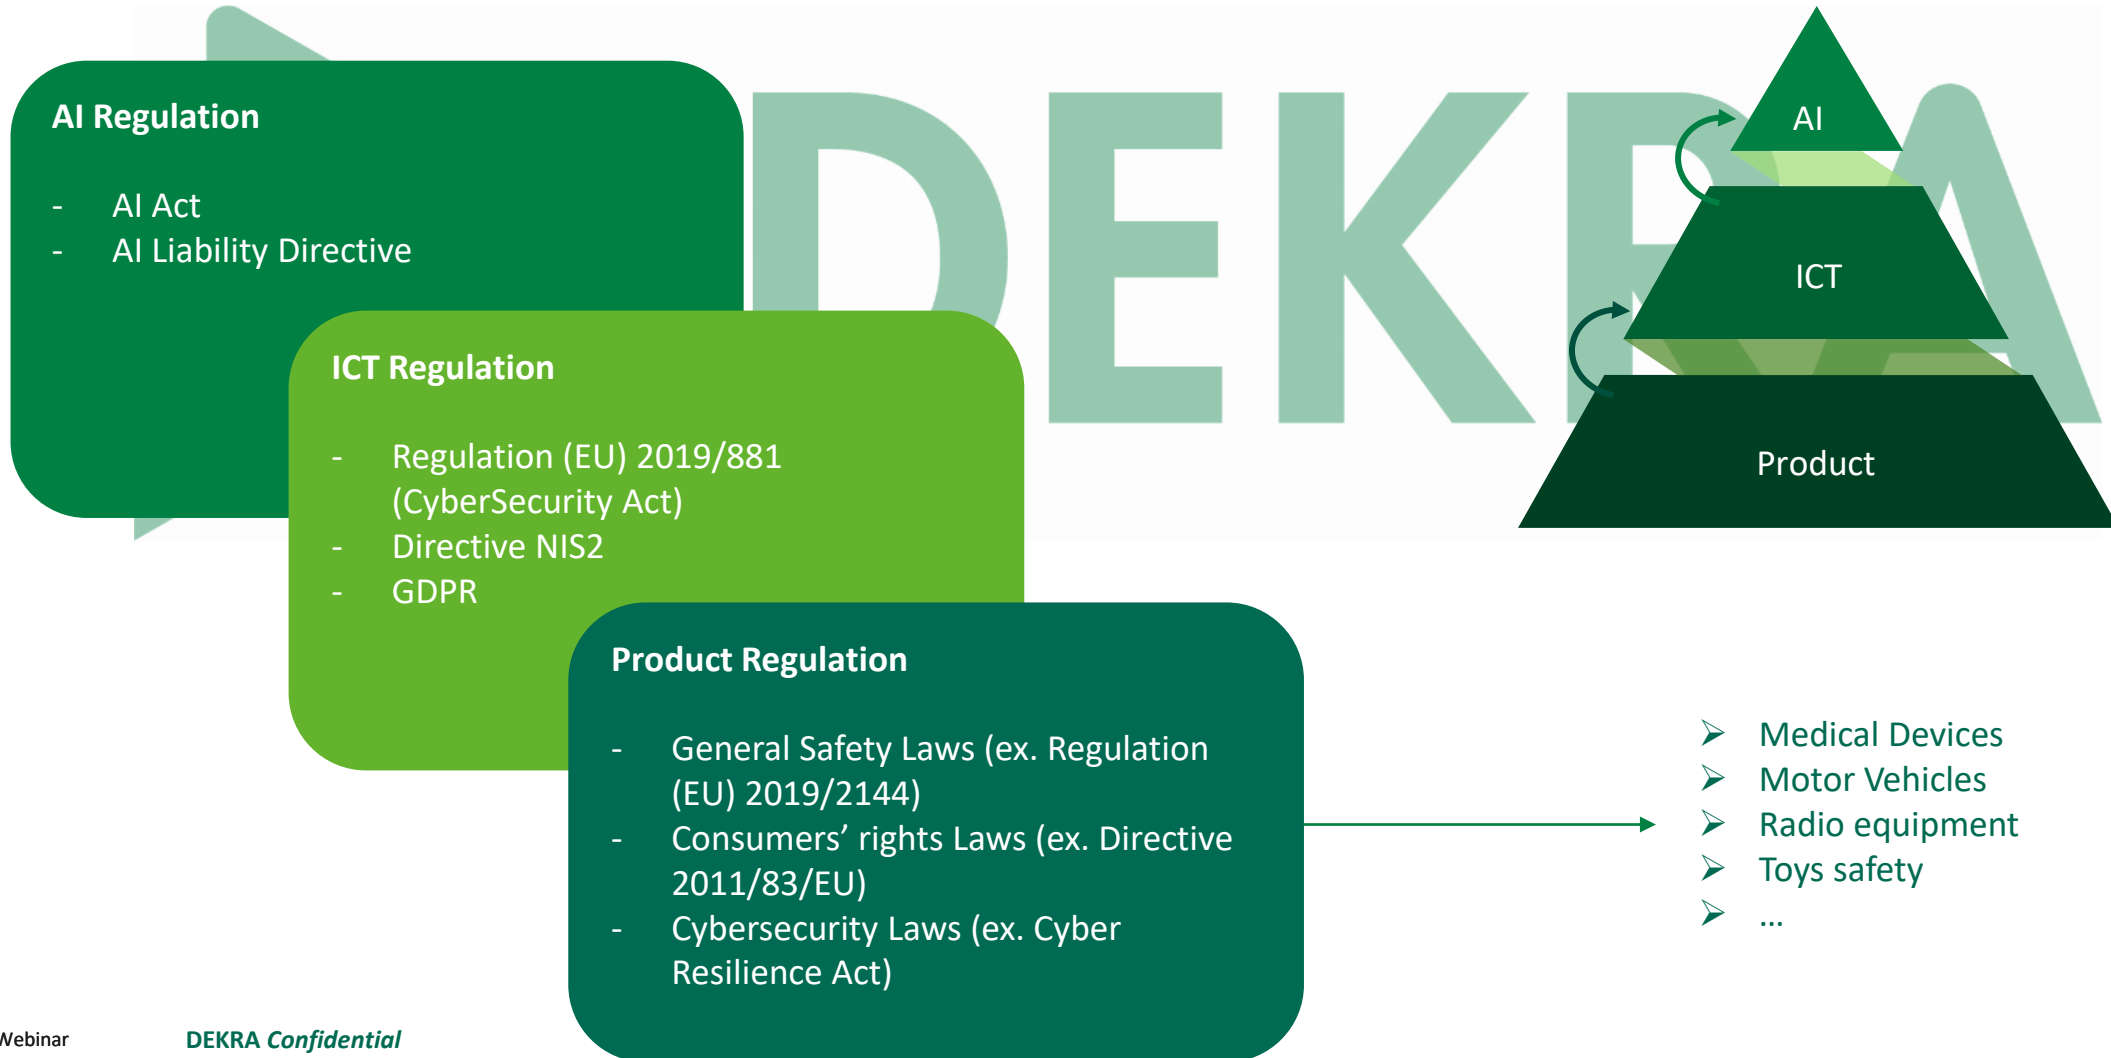 DEKRA
AI Regulation
- AI Act
- AI Liability Directive
ICT Regulation
- Regulation (EU) 2019/881
(CyberSecurity Act)
- Directive NIS2
- GDPR
Product Regulation
- General Safety Laws (ex. Regulation
(EU) 2019/2144)
- Consumers’ rights Laws (ex. Directive
2011/83/EU)
- Cybersecurity Laws (ex. Cyber
Resilience Act)
AI
ICT
Product
➢ Medical Devices
➢ Motor Vehicles
➢ Radio equipment
➢ Toys safety
➢ …
Webinar
DEKRA Confidential